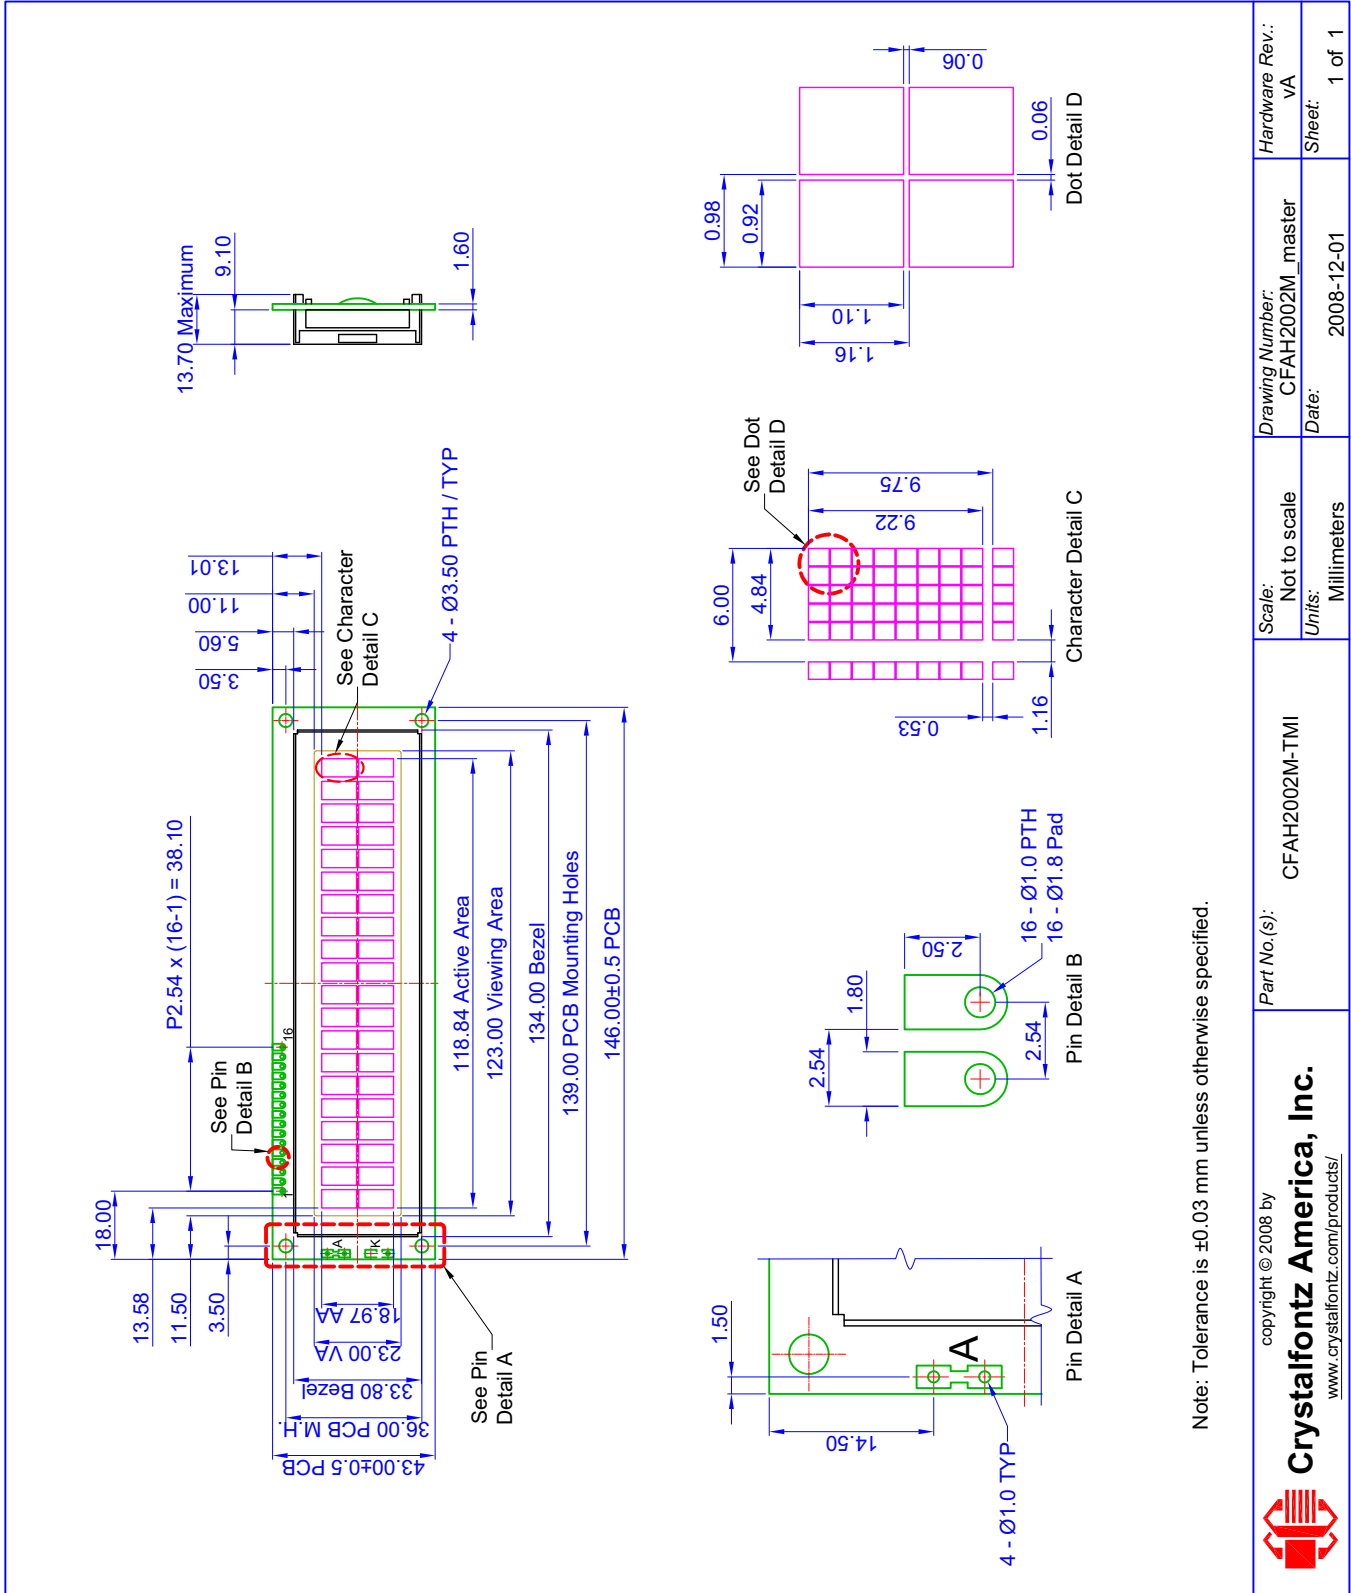 13.58
11.50
3.50
18.00
See Pin
Detail B
P2.54 x (16-1) = 38.10
3.50
5.60
11.00
13.01
See Character
Detail C
4 - Ø3.50 PTH / TYP
13.70 Maximum
9.10
1.60
1
16
A
K
43.00±0.5 PCB
36.00 PCB M.H.
33.80 Bezel
23.00 VA
18.97 AA
See Pin
Detail A
118.84 Active Area
123.00 Viewing Area
134.00 Bezel
139.00 PCB Mounting Holes
146.00±0.5 PCB
1.50
14.50
A
4 - Ø1.0 TYP
Pin Detail A
2.54
1.80
2.50
2.54
16 - Ø1.0 PTH
16 - Ø1.8 Pad
Pin Detail B
6.00
4.84
See Dot
Detail D
9.22
9.75
0.53
1.16
Character Detail C
0.98
0.92
1.10
1.16
0.06
0.06
Dot Detail D
Note: Tolerance is ±0.03 mm unless otherwise specified.
copyright © 2008 by
Crystalfontz America, Inc.
www.crystalfontz.com/products/
Part No.(s):
CFAH2002M-TMI
Scale:
Not to scale
Units:
Millimeters
Drawing Number:
CFAH2002M_master
Date:
2008-12-01
Hardware Rev.:
vA
Sheet:
1 of 1